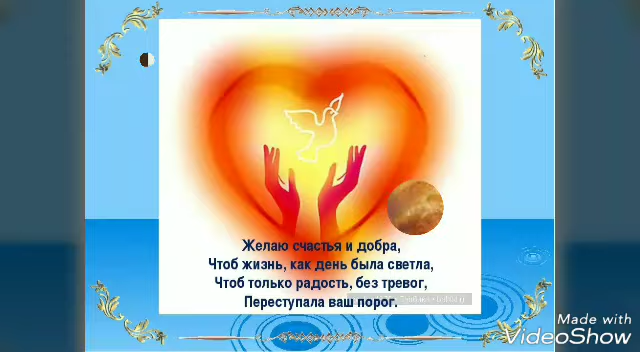 Желаю счастья и добра,
Чтоб жизнь, как день была светла,
Чтоб только радость, без тревог,
Переступала ваш порог.
Made with
VideoShow